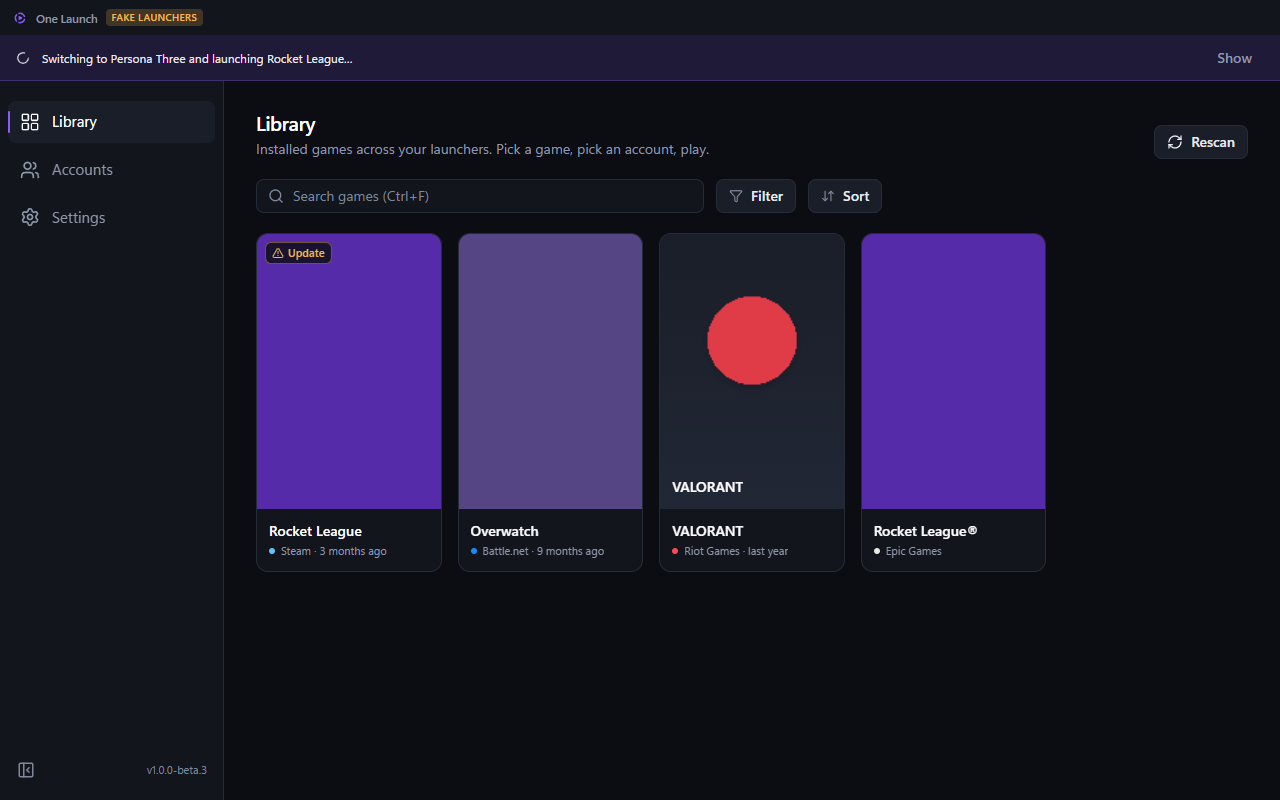 One Launch FAKE LAUNCHERS
Switching to Persona Three and launching Rocket League... Show
Library
Accounts
Settings
Library
Installed games across your launchers. Pick a game, pick an account, play.
Rescan
Search games (Ctrl+F) Filter Sort
Update
VALORANT
Rocket League
Steam · 3 months ago
Overwatch
Battle.net · 9 months ago
VALORANT
Riot Games · last year
Rocket League®
Epic Games
v1.0.0-beta.3